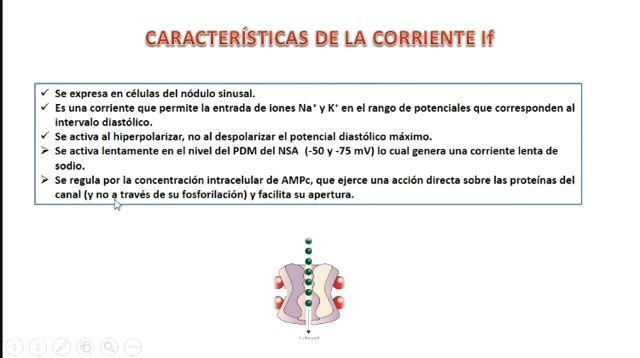 CARACTERÍSTICAS DE LA CORRIENTE If
✓ Se expresa en células del nódulo sinusal.
✓ Es una corriente que permite la entrada de iones Na⁺ y K⁺ en el rango de potenciales que corresponden al
intervalo diastólico.
✓ Se activa al hiperpolarizar, no al despolarizar el potencial diastólico máximo.
➤ Se activa lentamente en el nivel del PDM del NSA (-50 y -75 mV) lo cual genera una corriente lenta de
sodio.
➤ Se regula por la concentración intracelular de AMPc, que ejerce una acción directa sobre las proteínas del
canal (y no a través de su fosforilación) y facilita su apertura.